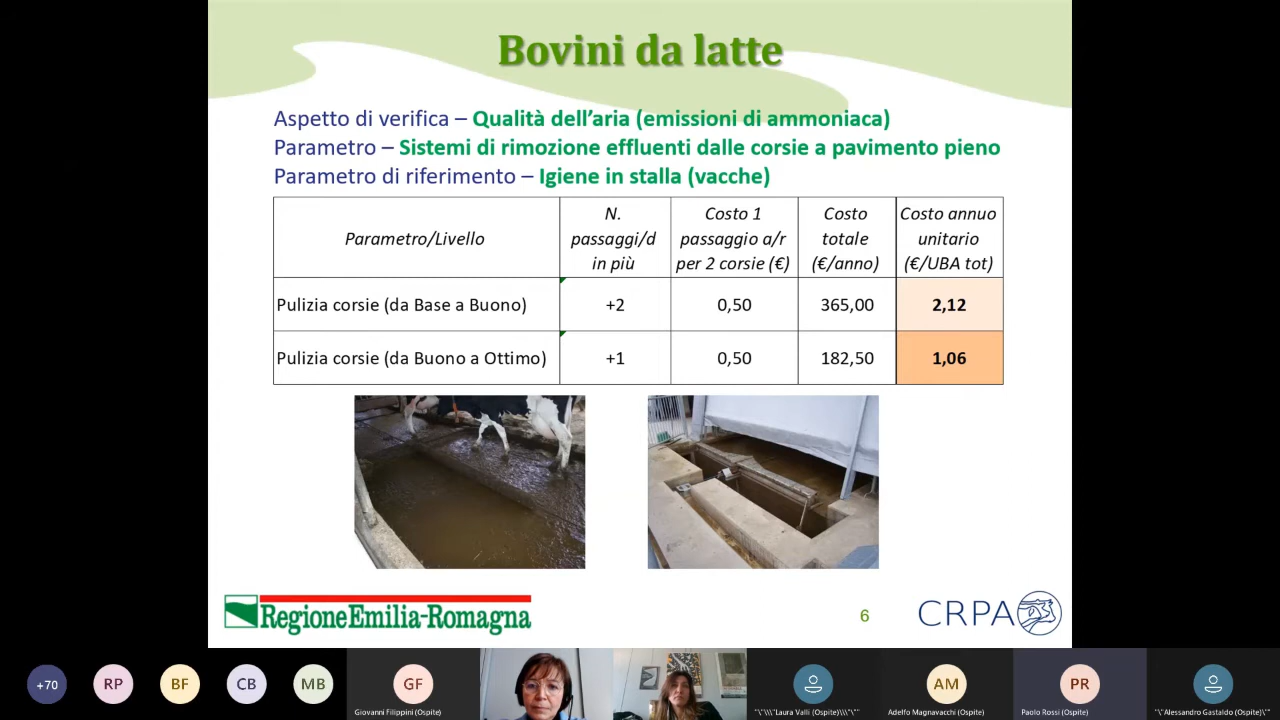 Bovini da latte
Aspetto di verifica – Qualità dell'aria (emissioni di ammoniaca)
Parametro – Sistemi di rimozione effluenti dalle corsie a pavimento pieno
Parametro di riferimento – Igiene in stalla (vacche)
Parametro/Livello
N.
passaggi/d
in più
Costo 1
passaggio a/r
per 2 corsie (€)
Costo
totale
(€/anno)
Costo annuo
unitario
(€/UBA tot)
Pulizia corsie (da Base a Buono)
+2
0,50
365,00
2,12
Pulizia corsie (da Buono a Ottimo)
+1
0,50
182,50
1,06
RegioneEmilia-Romagna
6
CRPA
+70
RP
BF
CB
MB
GF
Giovanni Filippini (Ospite)
"\"\\\"Laura Valli (Ospite)\\\"\""
AM
Adelfo Magnavacchi (Ospite)
PR
Paolo Rossi (Ospite)
"\"Alessandro Gastaldo (Ospite)\""